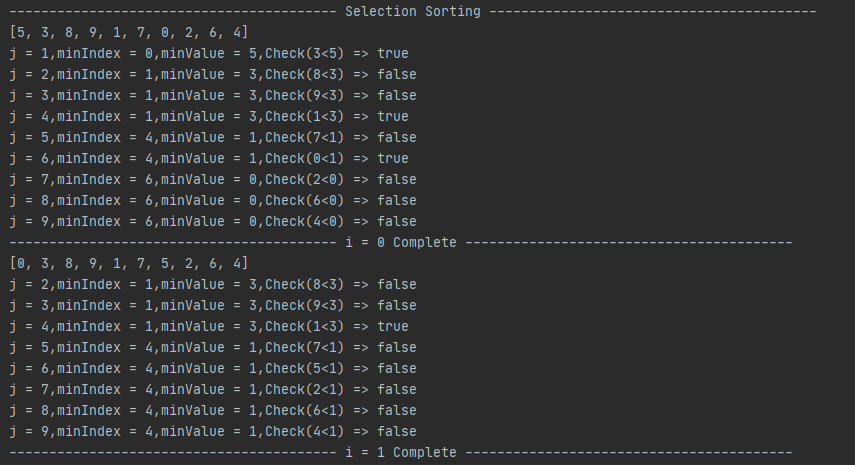 ----------------------------------------- Selection Sorting -----------------------------------------
[5, 3, 8, 9, 1, 7, 0, 2, 6, 4]
j = 1,minIndex = 0,minValue = 5,Check(3<5) => true
j = 2,minIndex = 1,minValue = 3,Check(8<3) => false
j = 3,minIndex = 1,minValue = 3,Check(9<3) => false
j = 4,minIndex = 1,minValue = 3,Check(1<3) => true
j = 5,minIndex = 4,minValue = 1,Check(7<1) => false
j = 6,minIndex = 4,minValue = 1,Check(0<1) => true
j = 7,minIndex = 6,minValue = 0,Check(2<0) => false
j = 8,minIndex = 6,minValue = 0,Check(6<0) => false
j = 9,minIndex = 6,minValue = 0,Check(4<0) => false
----------------------------------------- i = 0 Complete -----------------------------------------
[0, 3, 8, 9, 1, 7, 5, 2, 6, 4]
j = 2,minIndex = 1,minValue = 3,Check(8<3) => false
j = 3,minIndex = 1,minValue = 3,Check(9<3) => false
j = 4,minIndex = 1,minValue = 3,Check(1<3) => true
j = 5,minIndex = 4,minValue = 1,Check(7<1) => false
j = 6,minIndex = 4,minValue = 1,Check(5<1) => false
j = 7,minIndex = 4,minValue = 1,Check(2<1) => false
j = 8,minIndex = 4,minValue = 1,Check(6<1) => false
j = 9,minIndex = 4,minValue = 1,Check(4<1) => false
----------------------------------------- i = 1 Complete -----------------------------------------